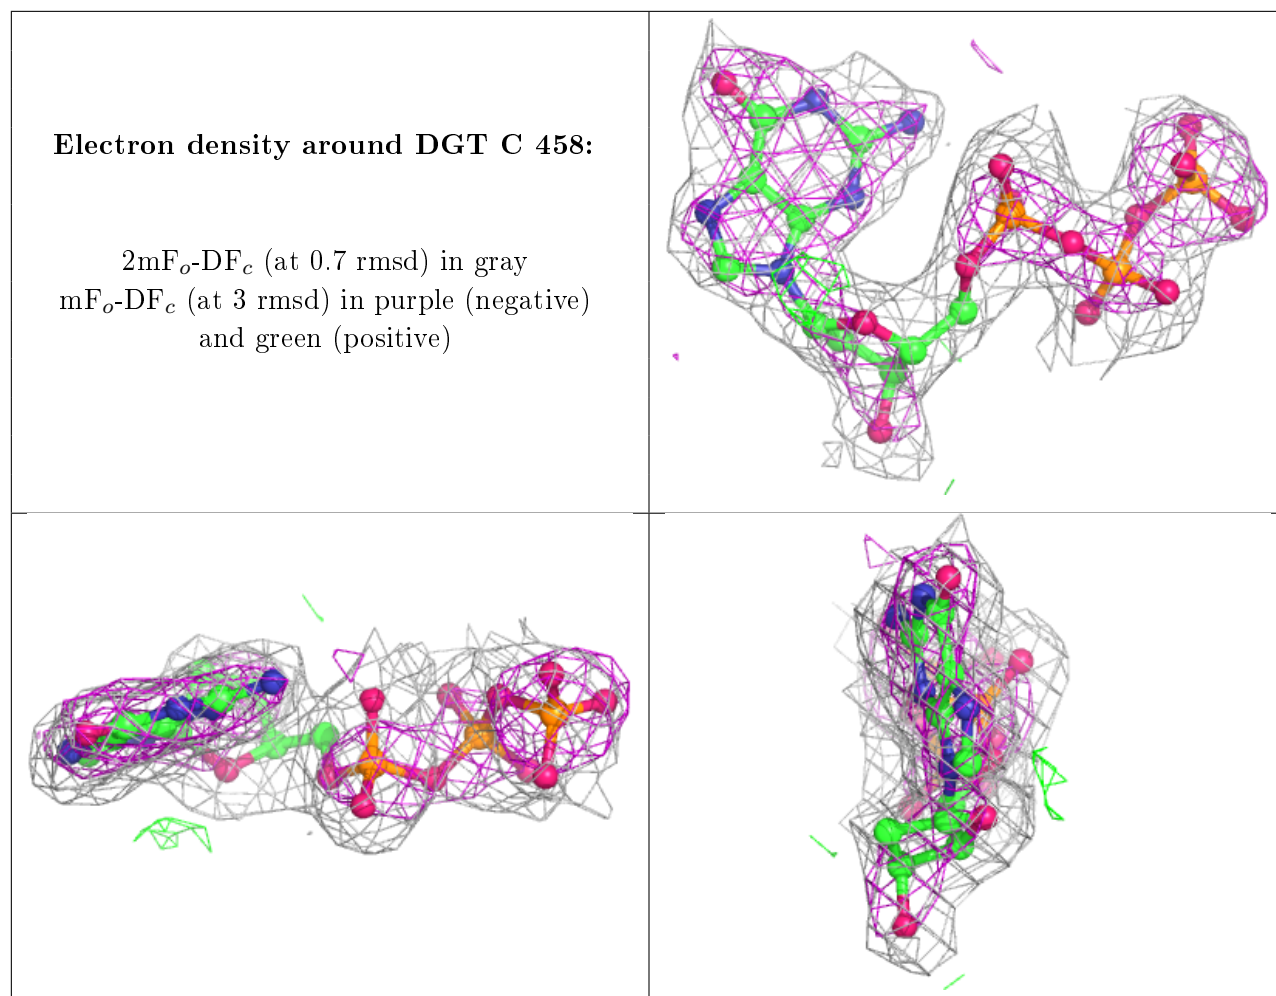 Electron density around DGT C 458:
2mFo-DFc (at 0.7 rmsd) in gray
mFo-DFc (at 3 rmsd) in purple (negative)
and green (positive)